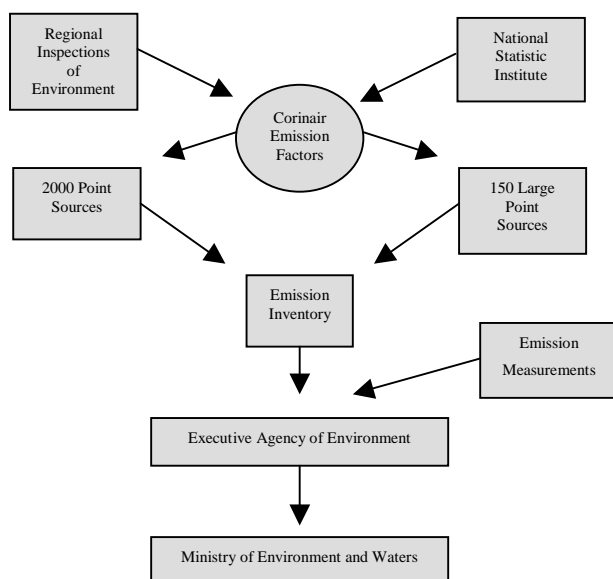 Regional
Inspections
of
Environment
National
Statistic
Institute
Corinair
Emission
Factors
2000 Point
Sources
150 Large
Point
Sources
Emission
Inventory
Emission
Measurements
Executive Agency of Environment
Ministry of Environment and Waters